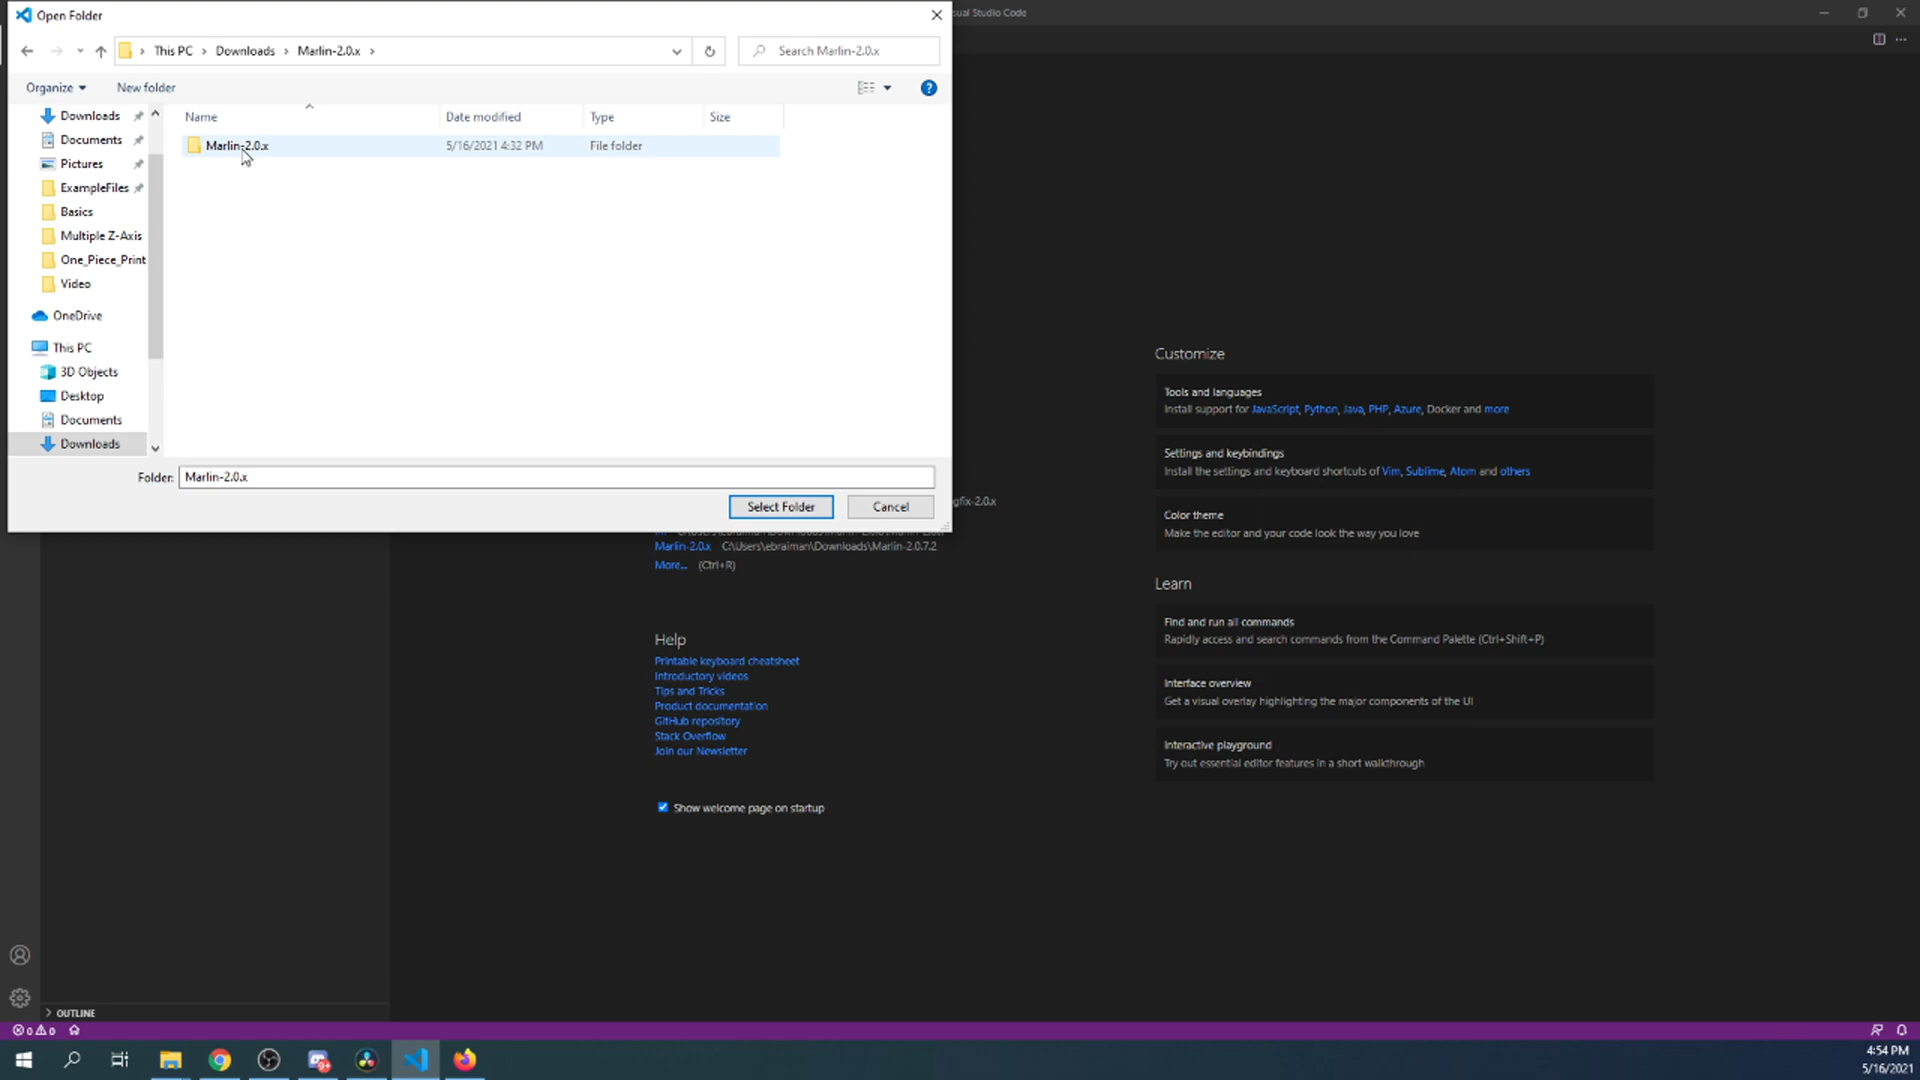 Open Folder
sual Studio Code
This PC > Downloads > Marlin-2.0.x >
Search Marlin-2.0.x
Organize
New folder
?
Name
Date modified
Type
Size
Marlin-2.0.x
5/16/2021 4:32 PM
File folder
Downloads
Documents
Pictures
ExampleFiles
Basics
Multiple Z-Axis
One_Piece_Print
Video
OneDrive
This PC
3D Objects
Desktop
Documents
Downloads
Folder:
Marlin-2.0.x
Select Folder
Cancel
gfix-2.0.x
Marlin-2.0.x C:\Users\ebraiman\Downloads\Marlin-2.0.7.2
More... (Ctrl+R)
Help
Printable keyboard cheatsheet
Introductory videos
Tips and Tricks
Product documentation
GitHub repository
Stack Overflow
Join our Newsletter
Show welcome page on startup
Customize
Tools and languages
Install support for JavaScript, Python, Java, PHP, Azure, Docker and more
Settings and keybindings
Install the settings and keyboard shortcuts of Vim, Sublime, Atom and others
Color theme
Make the editor and your code look the way you love
Learn
Find and run all commands
Rapidly access and search commands from the Command Palette (Ctrl+Shift+P)
Interface overview
Get a visual overlay highlighting the major components of the UI
Interactive playground
Try out essential editor features in a short walkthrough
> OUTLINE
0 0
9+
4:54 PM
5/16/2021